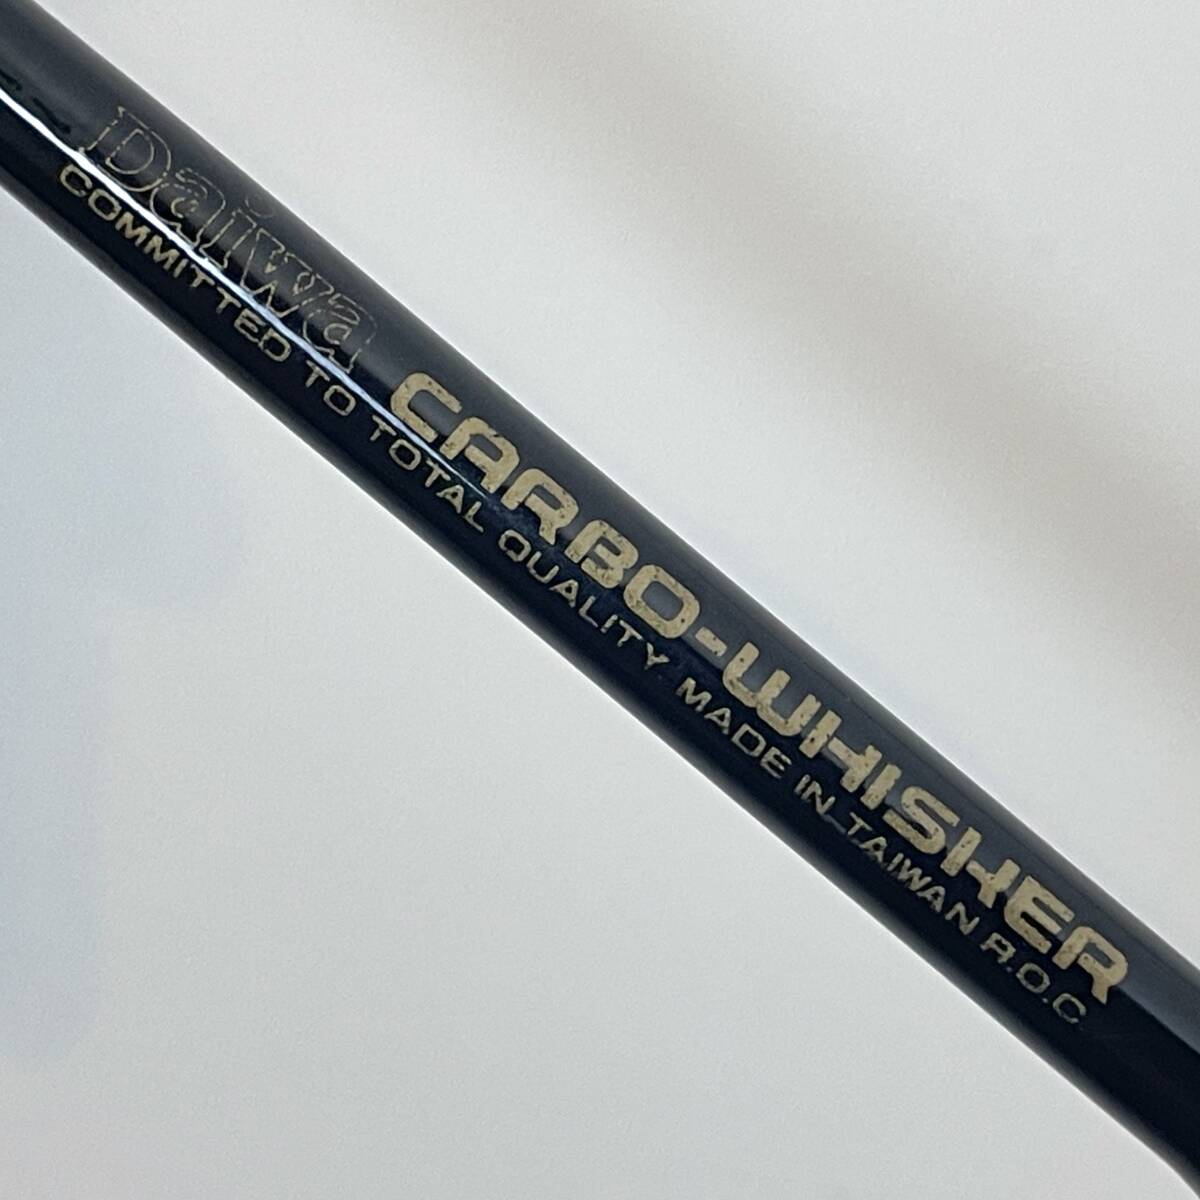 Daiwa CARBO-WHISKER
COMMITTED TO TOTAL QUALITY MADE IN TAIWAN R.O.C